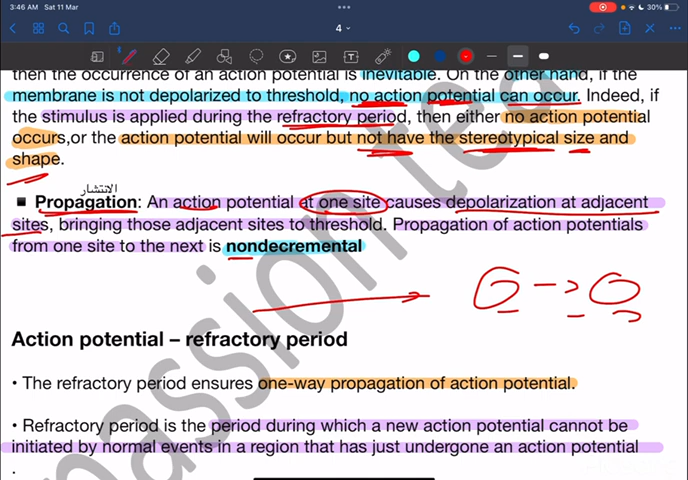 3:46 AM Sat 11 Mar
30%
4
then the occurrence of an action potential is inevitable. On the other hand, if the
membrane is not depolarized to threshold, no action potential can occur. Indeed, if
the stimulus is applied during the refractory period, then either no action potential
occurs,or the action potential will occur but not have the stereotypical size and
shape.
الانتشار
▪ Propagation: An action potential at one site causes depolarization at adjacent
sites, bringing those adjacent sites to threshold. Propagation of action potentials
from one site to the next is nondecremental
Action potential – refractory period
• The refractory period ensures one-way propagation of action potential.
• Refractory period is the period during which a new action potential cannot be
initiated by normal events in a region that has just undergone an action potential
.
passion tea